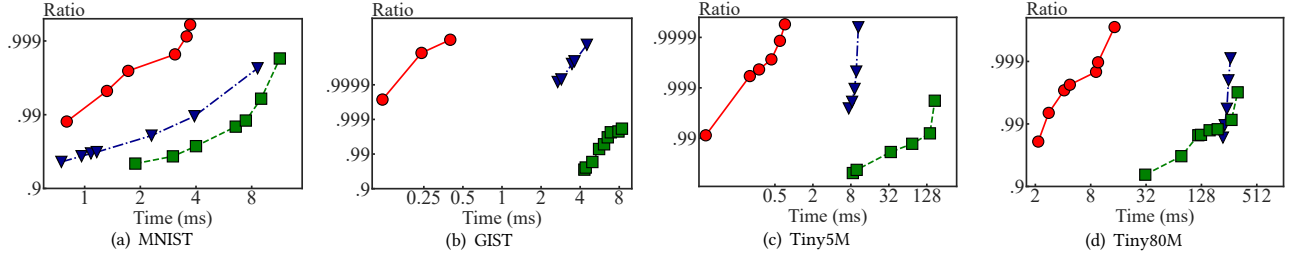 Ratio
.999
.99
.9
1 2 4 8
Time (ms)
(a) MNIST
Ratio
.9999
.999
.99
.9
0.25 0.5 1 2 4 8
Time (ms)
(b) GIST
Ratio
.9999
.999
.99
0.5 2 8 32 128
Time (ms)
(c) Tiny5M
Ratio
.999
.99
.9
2 8 32 128 512
Time (ms)
(d) Tiny80M